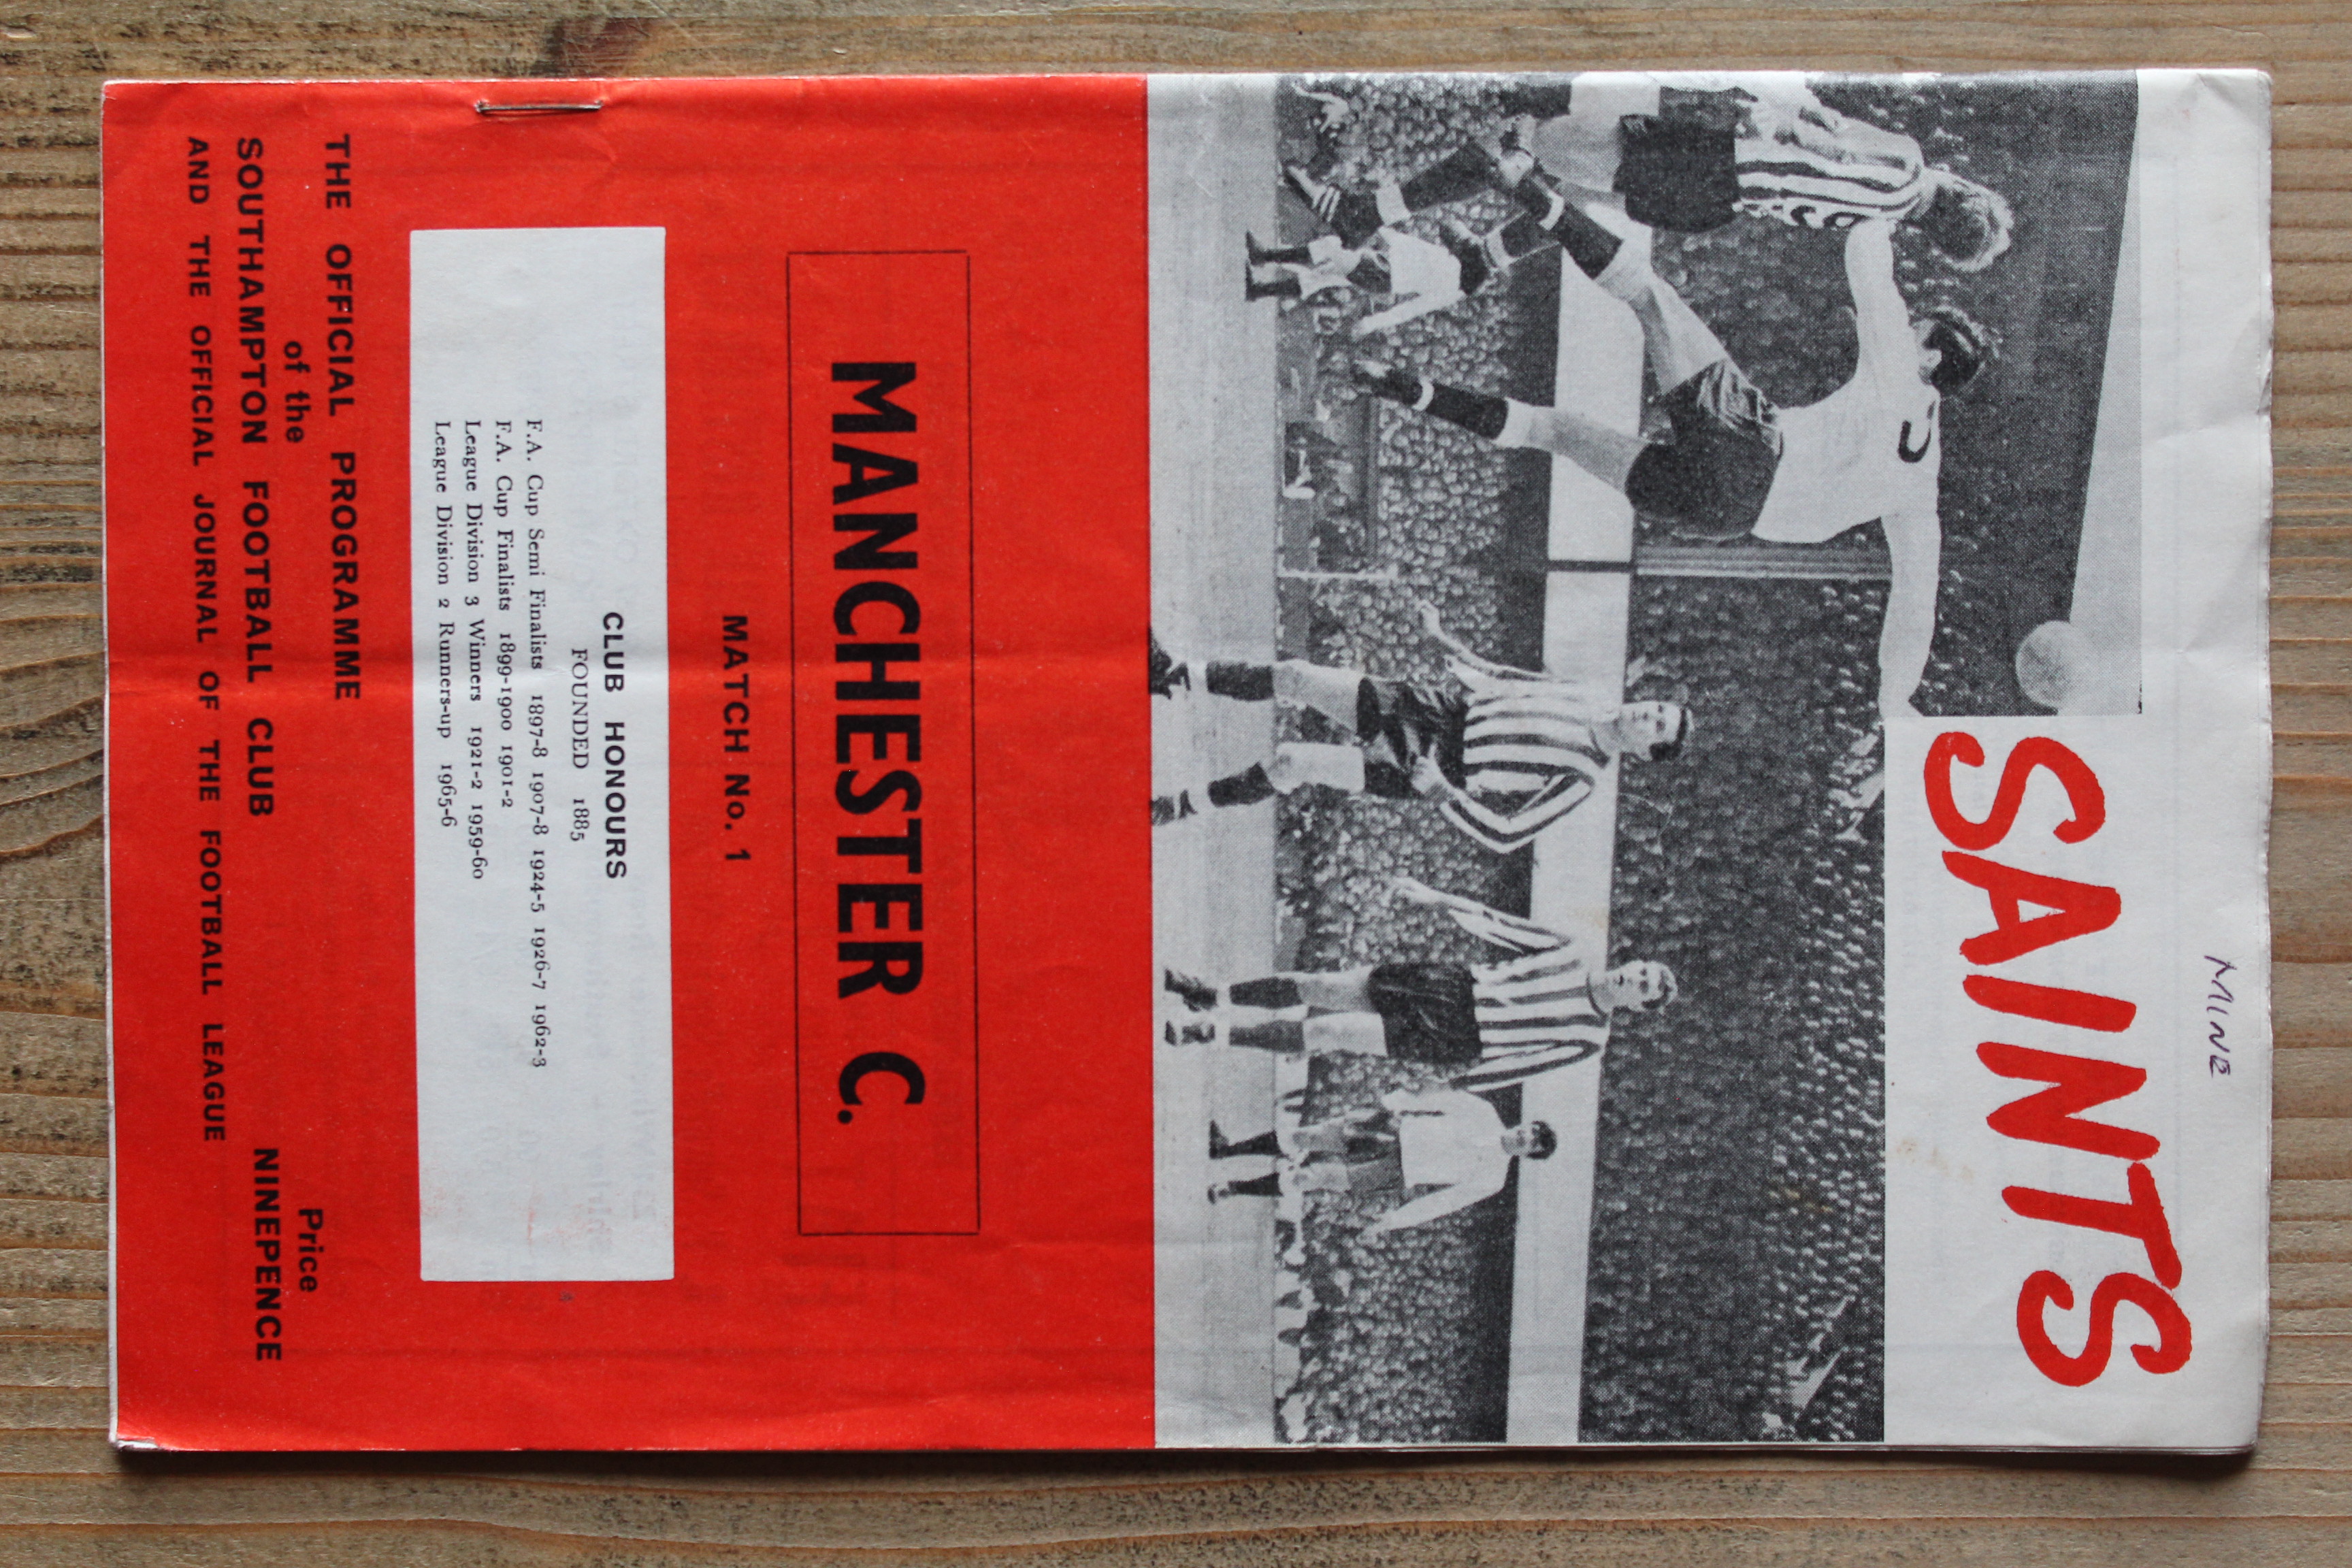 MINE
SAINTS
MANCHESTER C.
MATCH No. 1
CLUB HONOURS
FOUNDED 1885
F.A. Cup Semi Finalists 1897-8 1907-8 1924-5 1926-7 1962-3
F.A. Cup Finalists 1899-1900 1901-2
League Division 3 Winners 1921-2 1959-60
League Division 2 Runners-up 1965-6
THE OFFICIAL PROGRAMME
of the
SOUTHAMPTON FOOTBALL CLUB
AND THE OFFICIAL JOURNAL OF THE FOOTBALL LEAGUE
Price
NINEPENCE